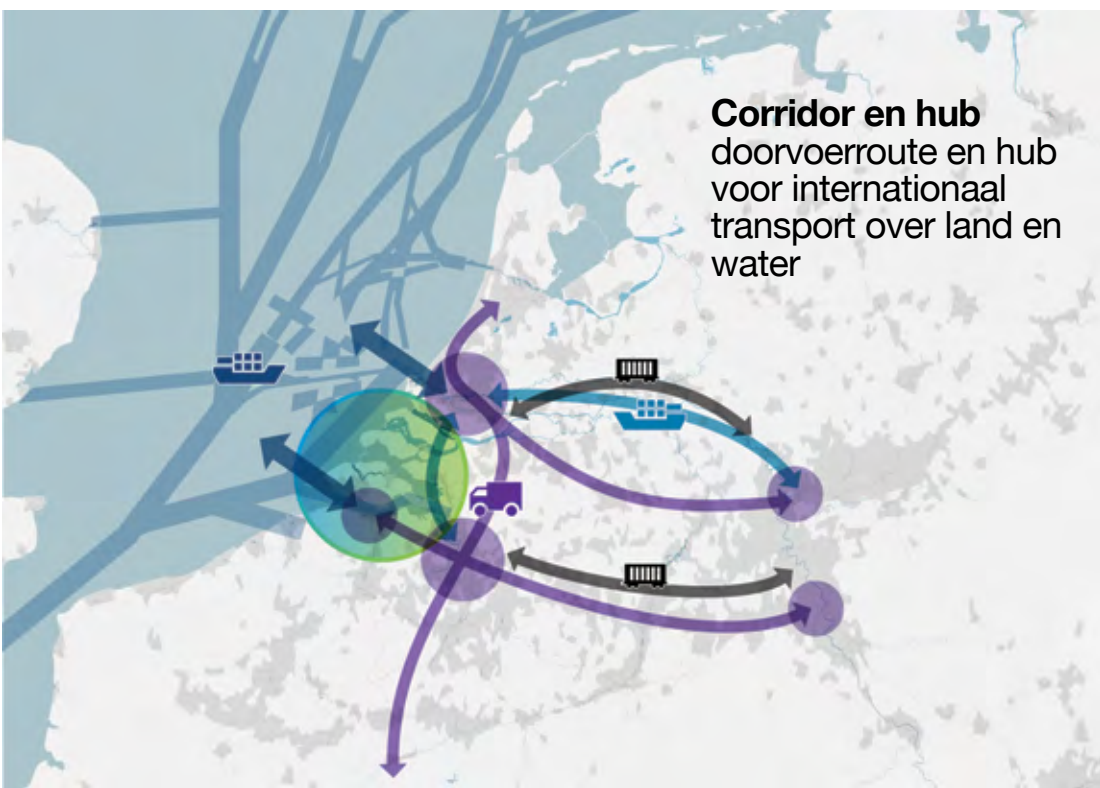 Corridor en hub
doorvoerroute en hub
voor internationaal
transport over land en
water